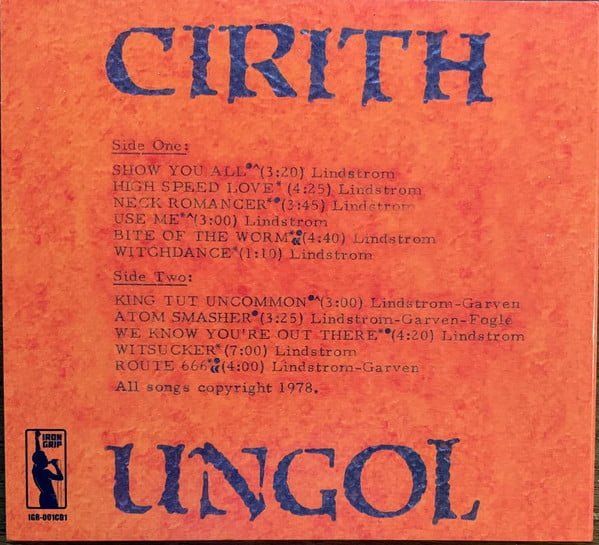 CIRITH
Side One:
SHOW YOU ALL*^(3:20) Lindstrom
HIGH SPEED LOVE* (4:25) Lindstrom
NECK ROMANCER*•(3:45) Lindstrom
USE ME*^(3:00) Lindstrom
BITE OF THE WORM*•«(4:40) Lindstrom
WITCHDANCE*(1:10) Lindstrom
Side Two:
KING TUT UNCOMMON•^(3:00) Lindstrom-Garven
ATOM SMASHER•(3:25) Lindstrom-Garven-Fogle
WE KNOW YOU'RE OUT THERE*•(4:20) Lindstrom
WITSUCKER*(7:00) Lindstrom
ROUTE 666*•«(4:00) Lindstrom-Garven
All songs copyright 1978.
IRON
GRIP
IGR-001CD1
UNGOL